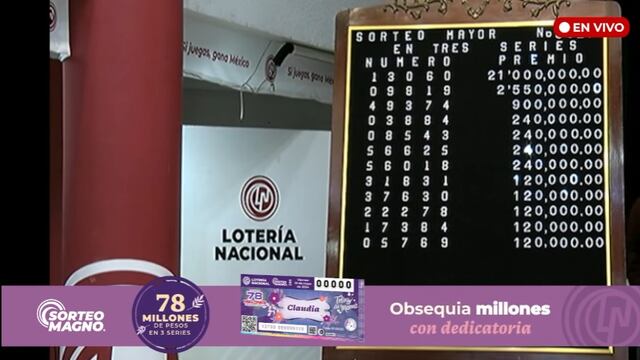 EN VIVO
Si juegas, gana México
Si juegas, gana México
SORTEO MAYOR No.
EN TRES SERIES
NUMERO PREMIO
13060 21'000,000.00
09819 2'550,000.00
49374 900,000.00
03884 240,000.00
08543 240,000.00
56625 240,000.00
56018 240,000.00
31831 120,000.00
37630 120,000.00
22278 120,000.00
17384 120,000.00
05769 120,000.00
LOTERÍA
NACIONAL
SORTEO
MAGNO.
78
MILLONES
DE PESOS
EN 3 SERIES
LOTERÍA
NACIONAL
00000
78
Claudia
Obsequia millones
con dedicatoria